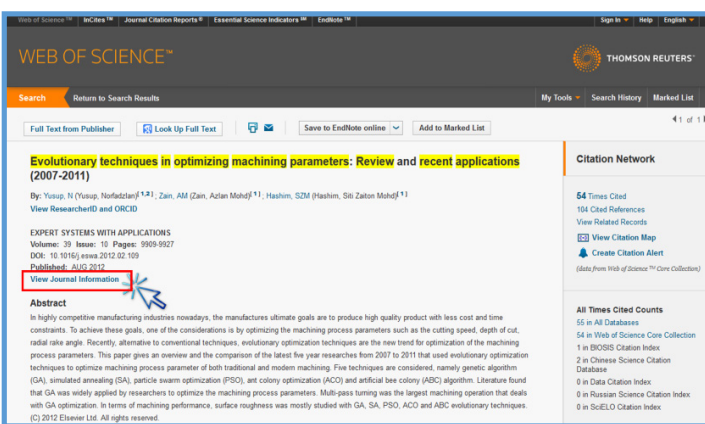 Web of Science™ InCites™ Journal Citation Reports® Essential Science Indicators℠ EndNote™ Sign In Help English
WEB OF SCIENCE™ THOMSON REUTERS™
Search Return to Search Results My Tools Search History Marked List
Full Text from Publisher Look Up Full Text Save to EndNote online Add to Marked List 1 of 1
Evolutionary techniques in optimizing machining parameters: Review and recent applications
(2007-2011)
By: Yusup, N (Yusup, Nofadzlan)[1,2]; Zain, AM (Zain, Azlan Mohd)[1]; Hashim, SZM (Hashim, Siti Zaiton Mohd)[1]
View ResearcherID and ORCID
EXPERT SYSTEMS WITH APPLICATIONS
Volume: 39 Issue: 10 Pages: 9909-9927
DOI: 10.1016/j.eswa.2012.02.109
Published: AUG 2012
View Journal Information
Abstract
In highly competitive manufacturing industries nowadays, the manufactures ultimate goals are to produce high quality product with less cost and time
constraints. To achieve these goals, one of the considerations is by optimizing the machining process parameters such as the cutting speed, depth of cut,
radial rake angle. Recently, alternative to conventional techniques, evolutionary optimization techniques are the new trend for optimization of the machining
process parameters. This paper gives an overview and the comparison of the latest five year researches from 2007 to 2011 that used evolutionary optimization
techniques to optimize machining process parameter of both traditional and modern machining. Five techniques are considered, namely genetic algorithm
(GA), simulated annealing (SA), particle swarm optimization (PSO), ant colony optimization (ACO) and artificial bee colony (ABC) algorithm. Literature found
that GA was widely applied by researchers to optimize the machining process parameters. Multi-pass turning was the largest machining operation that deals
with GA optimization. In terms of machining performance, surface roughness was mostly studied with GA, SA, PSO, ACO and ABC evolutionary techniques.
(C) 2012 Elsevier Ltd. All rights reserved.
Citation Network
54 Times Cited
104 Cited References
View Related Records
View Citation Map
Create Citation Alert
(data from Web of Science™ Core Collection)
All Times Cited Counts
55 in All Databases
54 in Web of Science Core Collection
1 in BIOSIS Citation Index
2 in Chinese Science Citation
Database
0 in Data Citation Index
0 in Russian Science Citation Index
0 in SciELO Citation Index